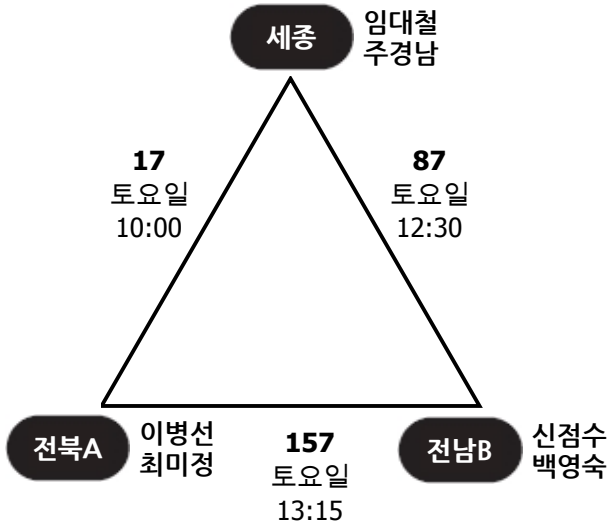 세종
임대철
주경남
17
토요일
10:00
87
토요일
12:30
전북A
이병선
최미정
157
토요일
13:15
전남B
신점수
백영숙